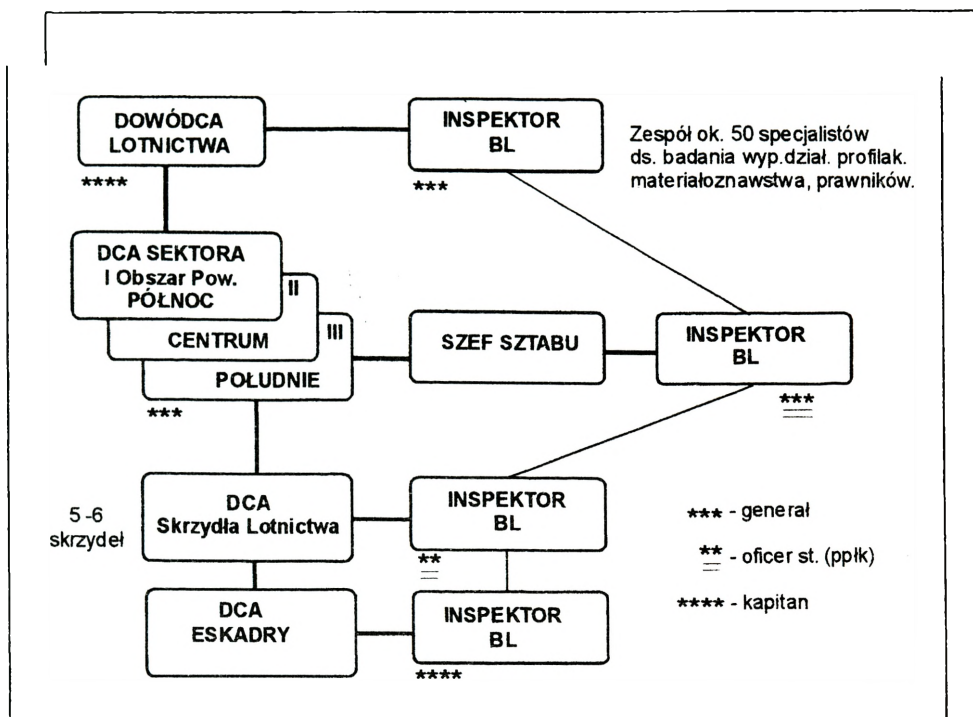 DOWÓDCA
LOTNICTWA
****
INSPEKTOR
BL
***
Zespół ok. 50 specjalistów
ds. badania wyp.dział. profilak.
materiałoznawstwa, prawników.
DCA SEKTORA
I Obszar Pow.
PÓŁNOC
II
CENTRUM
III
POŁUDNIE
***
SZEF SZTABU
INSPEKTOR
BL
***
5 -6
skrzydeł
DCA
Skrzydła Lotnictwa
INSPEKTOR
BL
**
DCA
ESKADRY
INSPEKTOR
BL
****
*** - generał
** - oficer st. (ppłk)
**** - kapitan